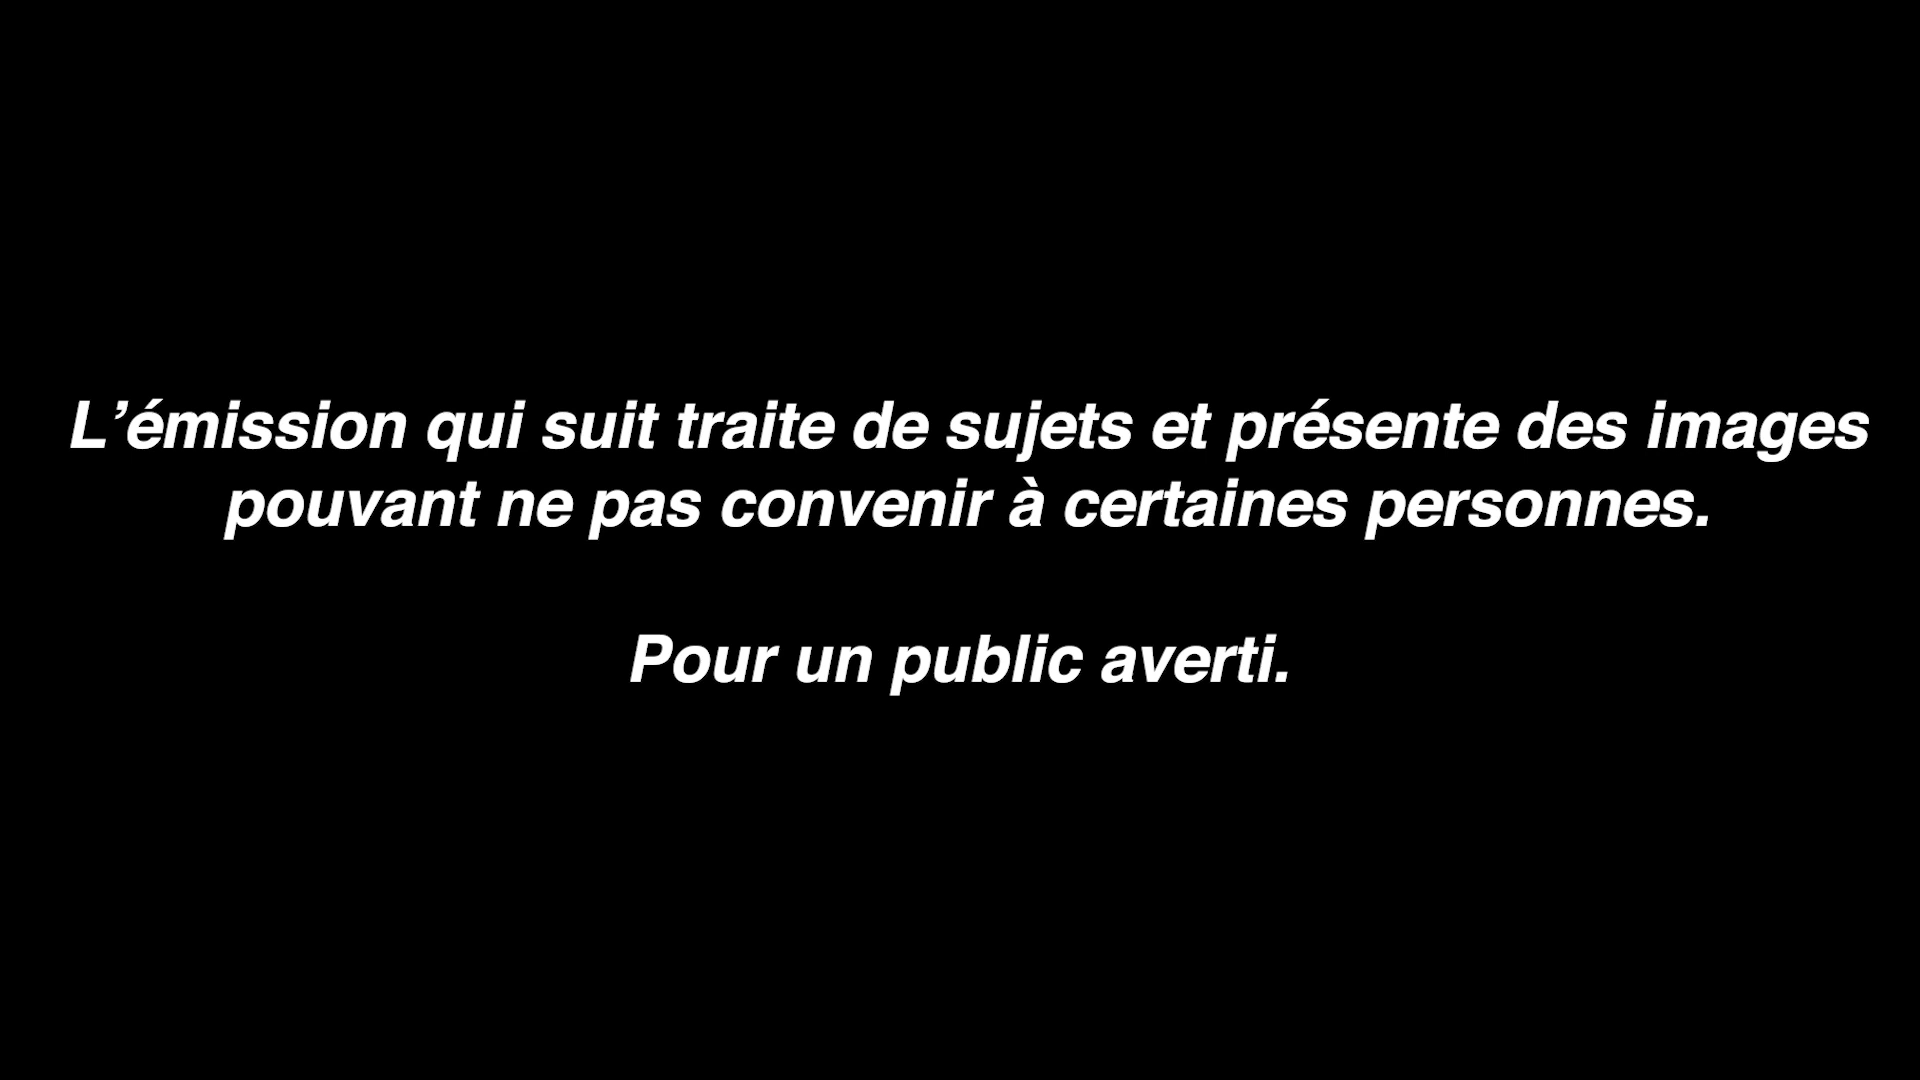 L’émission qui suit traite de sujets et présente des images
pouvant ne pas convenir à certaines personnes.
Pour un public averti.